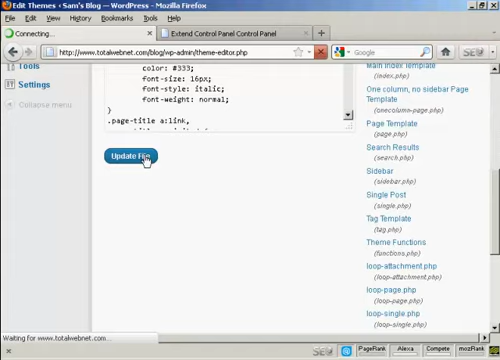 Edit Themes ‹ Sam's Blog — WordPress - Mozilla Firefox
File Edit View History Bookmarks Tools Help
Connecting...
Extend Control Panel Control Panel
http://www.totalwebnet.com/blog/wp-admin/theme-editor.php
Google
Tools
Settings
Collapse menu
color: #333;
font-size: 16px;
font-style: italic;
font-weight: normal;
}
.page-title a:link,
Update File
Main Index Template
(index.php)
One column, no sidebar Page
Template
(onecolumn-page.php)
Page Template
(page.php)
Search Results
(search.php)
Sidebar
(sidebar.php)
Single Post
(single.php)
Tag Template
(tag.php)
Theme Functions
(functions.php)
loop-attachment.php
(loop-attachment.php)
loop-page.php
(loop-page.php)
loop-single.php
(loop-single.php)
Waiting for www.totalwebnet.com...
SEO
PageRank
Alexa
Compete
mozRank
SEO